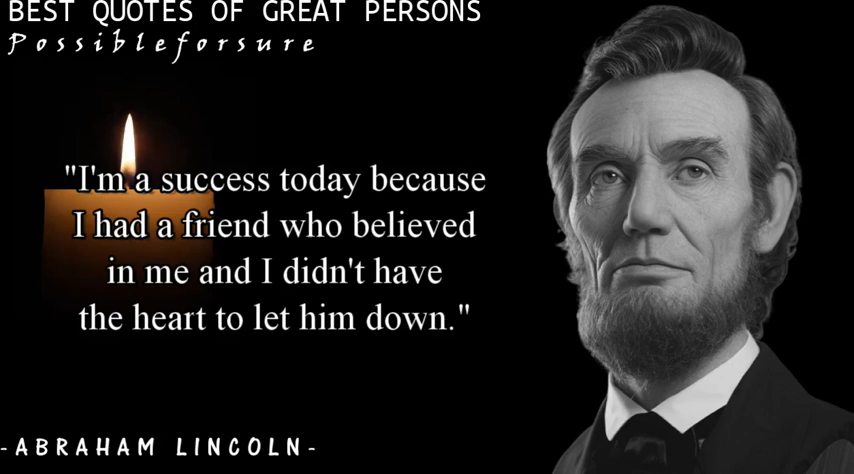 BEST QUOTES OF GREAT PERSONS
Possibleforsure
"I'm a success today because
I had a friend who believed
in me and I didn't have
the heart to let him down."
-ABRAHAM LINCOLN-